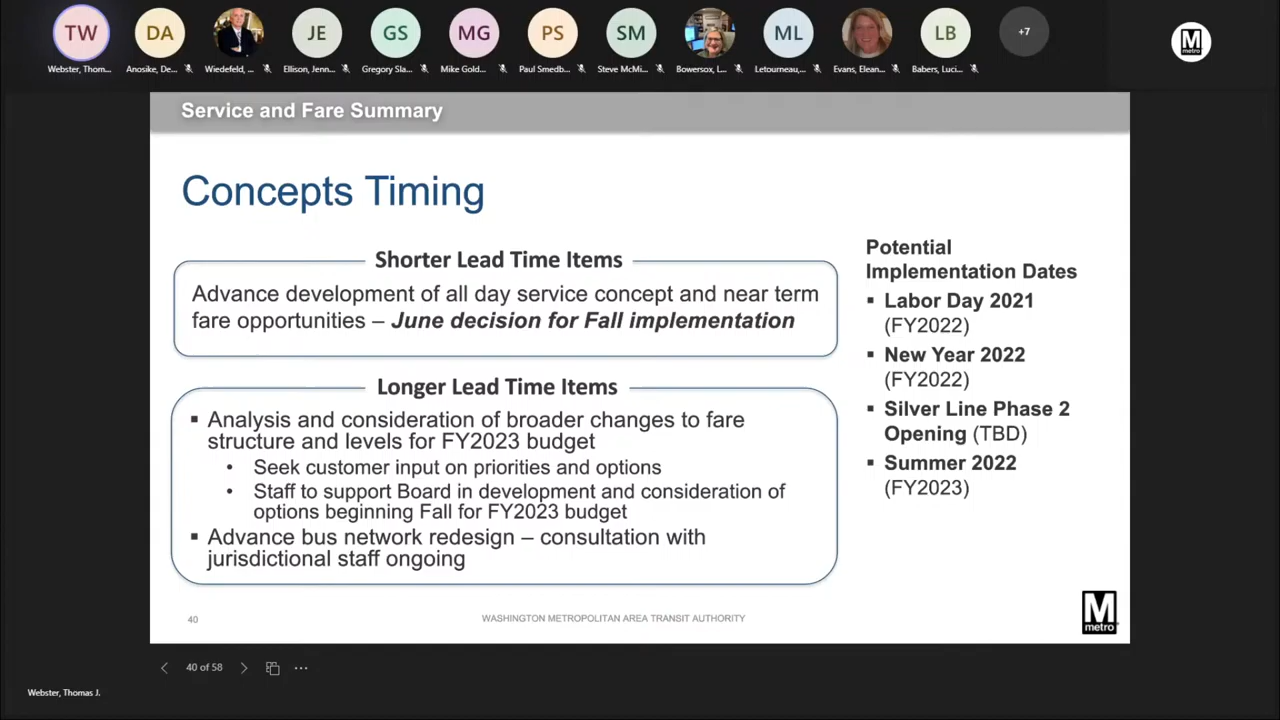 TW
DA
JE
GS
MG
PS
SM
ML
LB
+7
M
metro
Webster, Thom...
Anosike, De...
Wiedefeld, ...
Ellison, Jenn...
Gregory Sla...
Mike Gold...
Paul Smedb...
Steve McMi...
Bowersox, L...
Letourneau,...
Evans, Elean...
Babers, Luci...
Service and Fare Summary
Concepts Timing
Shorter Lead Time Items
Advance development of all day service concept and near term
fare opportunities – June decision for Fall implementation
Longer Lead Time Items
▪ Analysis and consideration of broader changes to fare
structure and levels for FY2023 budget
• Seek customer input on priorities and options
• Staff to support Board in development and consideration of
options beginning Fall for FY2023 budget
▪ Advance bus network redesign – consultation with
jurisdictional staff ongoing
Potential
Implementation Dates
▪ Labor Day 2021
(FY2022)
▪ New Year 2022
(FY2022)
▪ Silver Line Phase 2
Opening (TBD)
▪ Summer 2022
(FY2023)
40
WASHINGTON METROPOLITAN AREA TRANSIT AUTHORITY
M
metro
40 of 58
Webster, Thomas J.